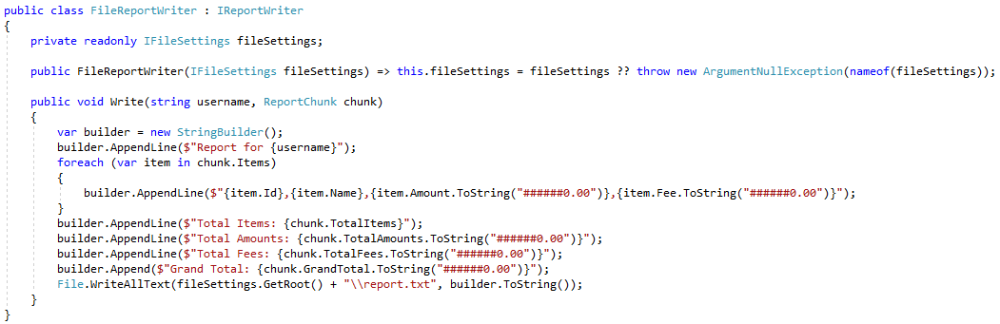 public class FileReportWriter : IReportWriter
{
    private readonly IFileSettings fileSettings;

    public FileReportWriter(IFileSettings fileSettings) => this.fileSettings = fileSettings ?? throw new ArgumentNullException(nameof(fileSettings));

    public void Write(string username, ReportChunk chunk)
    {
        var builder = new StringBuilder();
        builder.AppendLine($"Report for {username}");
        foreach (var item in chunk.Items)
        {
            builder.AppendLine($"{item.Id},{item.Name},{item.Amount.ToString("######0.00")},{item.Fee.ToString("######0.00")}");
        }
        builder.AppendLine($"Total Items: {chunk.TotalItems}");
        builder.AppendLine($"Total Amounts: {chunk.TotalAmounts.ToString("######0.00")}");
        builder.AppendLine($"Total Fees: {chunk.TotalFees.ToString("######0.00")}");
        builder.Append($"Grand Total: {chunk.GrandTotal.ToString("######0.00")}");
        File.WriteAllText(fileSettings.GetRoot() + "\\report.txt", builder.ToString());
    }
}